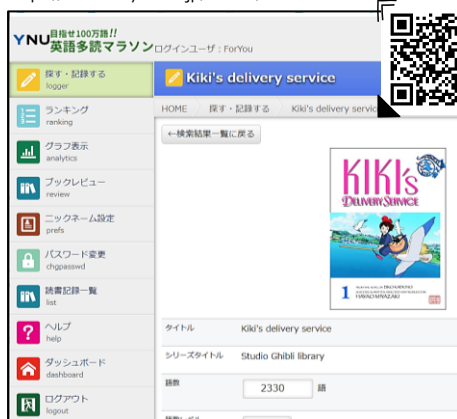 YNU 目指せ100万語!!
英語多読マラソン
ログインユーザ : ForYou
探す・記録する
logger
ランキング
ranking
グラフ表示
analytics
ブックレビュー
review
ニックネーム設定
prefs
パスワード変更
chgpasswd
読書記録一覧
list
ヘルプ
help
ダッシュボード
dashboard
ログアウト
logout
Kiki's delivery service
HOME 探す・記録する Kiki's delivery servic
←検索結果一覧に戻る
KIKI's
DELIVERY SERVICE
1
HAYAO MIYAZAKI
タイトル Kiki's delivery service
シリーズタイトル Studio Ghibli library
語数 2330 語